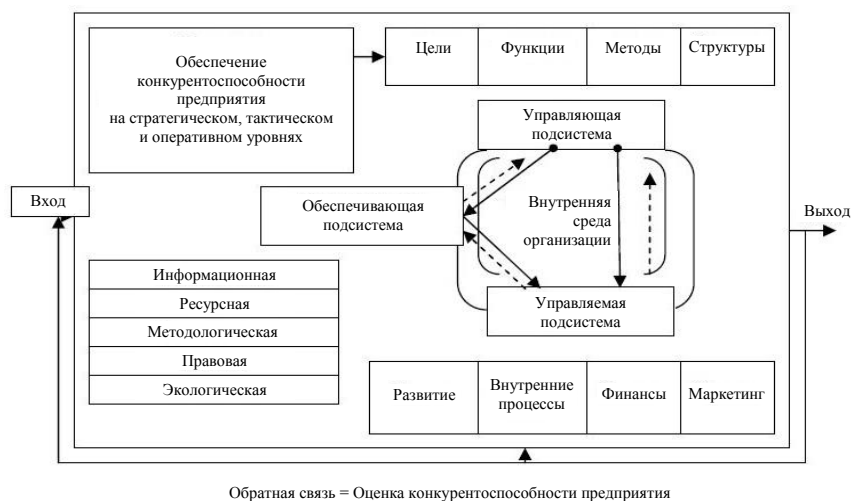 Обеспечение
конкурентоспособности
предприятия
на стратегическом, тактическом
и оперативном уровнях
Цели
Функции
Методы
Структуры
Управляющая
подсистема
Вход
Обеспечивающая
подсистема
Внутренняя
среда
организации
Выход
Информационная
Ресурсная
Методологическая
Правовая
Экологическая
Управляемая
подсистема
Развитие
Внутренние
процессы
Финансы
Маркетинг
Обратная связь = Оценка конкурентоспособности предприятия